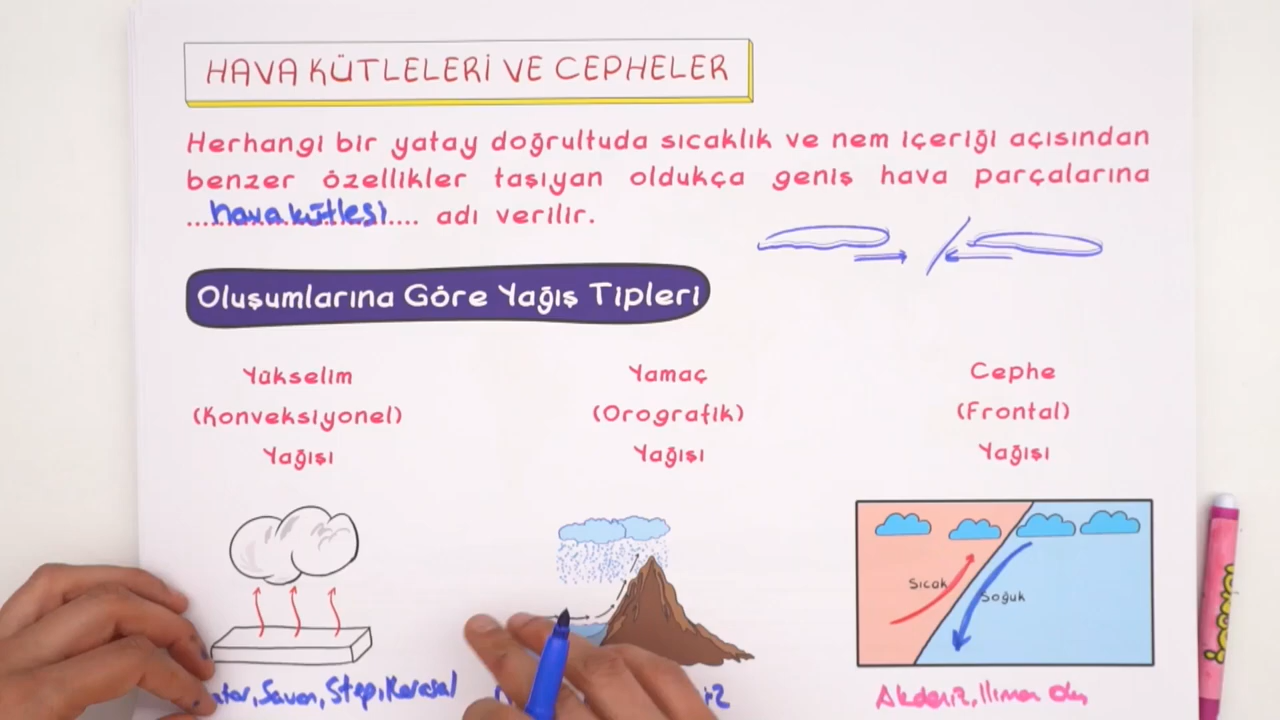 HAVA KÜTLELERİ VE CEPHELER
Herhangi bir yatay doğrultuda sıcaklık ve nem içeriği açısından
benzer özellikler taşıyan oldukça geniş hava parçalarına
....hava kütlesi.... adı verilir.
Oluşumlarına Göre Yağış Tipleri
Yükselim
(Konveksiyonel)
Yağışı
Yamaç
(Orografik)
Yağışı
Cephe
(Frontal)
Yağışı
Sıcak
Soğuk
Savan, Step, Karasal
Akdeniz, Ilıman